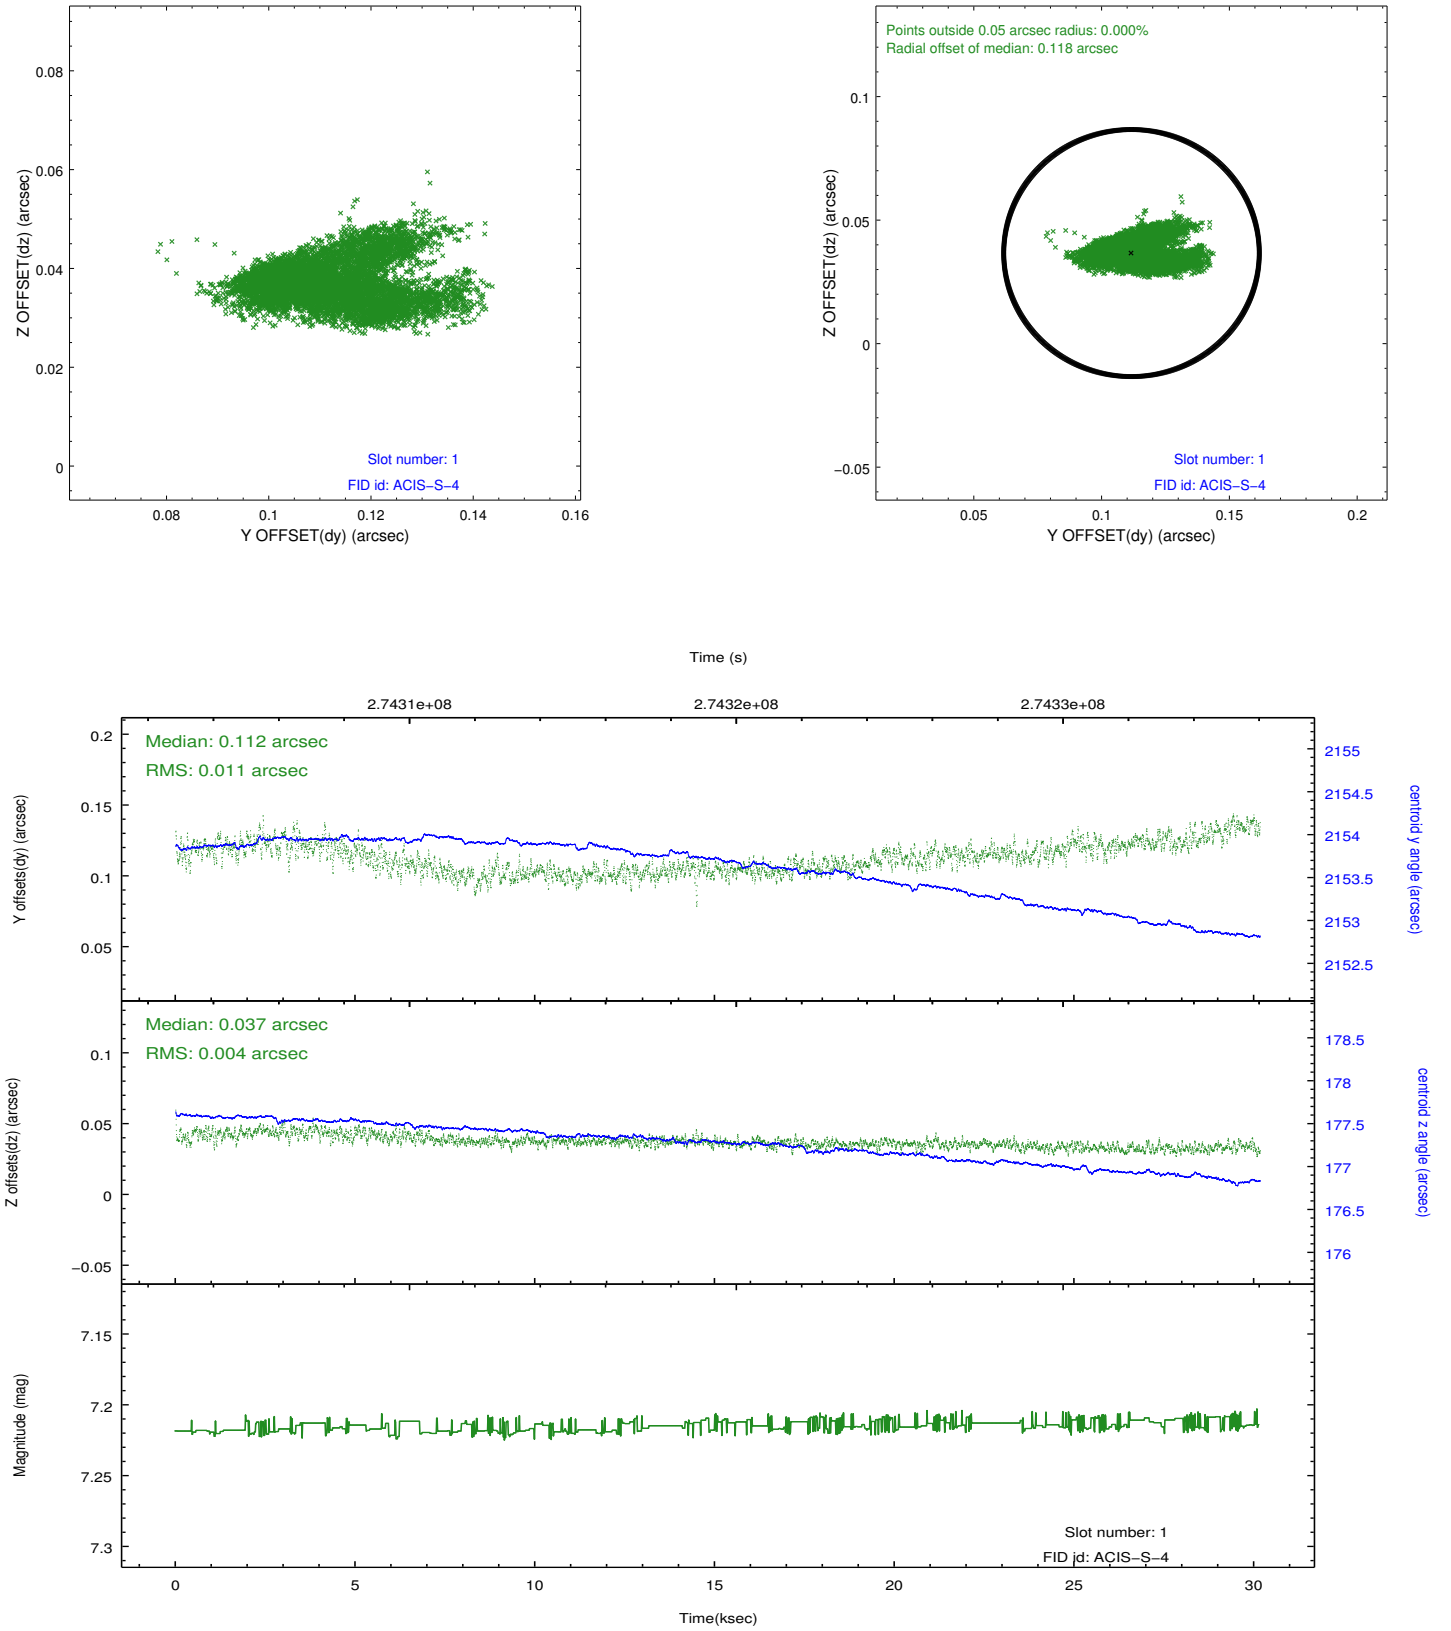 0.08
0.06
0.04
0.02
0
Z OFFSET(dz) (arcsec)
Slot number: 1
FID id: ACIS−S−4
0.08 0.1 0.12 0.14 0.16
Y OFFSET(dy) (arcsec)
Points outside 0.05 arcsec radius: 0.000%
Radial offset of median: 0.118 arcsec
0.1
0.05
0
−0.05
Z OFFSET(dz) (arcsec)
Slot number: 1
FID id: ACIS−S−4
0.05 0.1 0.15 0.2
Y OFFSET(dy) (arcsec)
Time (s)
2.7431e+08 2.7432e+08 2.7433e+08
Median: 0.112 arcsec
RMS: 0.011 arcsec
0.2
0.15
0.1
0.05
Y offsets(dy) (arcsec)
2155
2154.5
2154
2153.5
2153
2152.5
centroid y angle (arcsec)
Median: 0.037 arcsec
RMS: 0.004 arcsec
0.1
0.05
0
−0.05
Z offsets(dz) (arcsec)
178.5
178
177.5
177
176.5
176
centroid z angle (arcsec)
7.15
7.2
7.25
7.3
Magnitude (mag)
Slot number: 1
FID id: ACIS−S−4
0 5 10 15 20 25 30
Time(ksec)